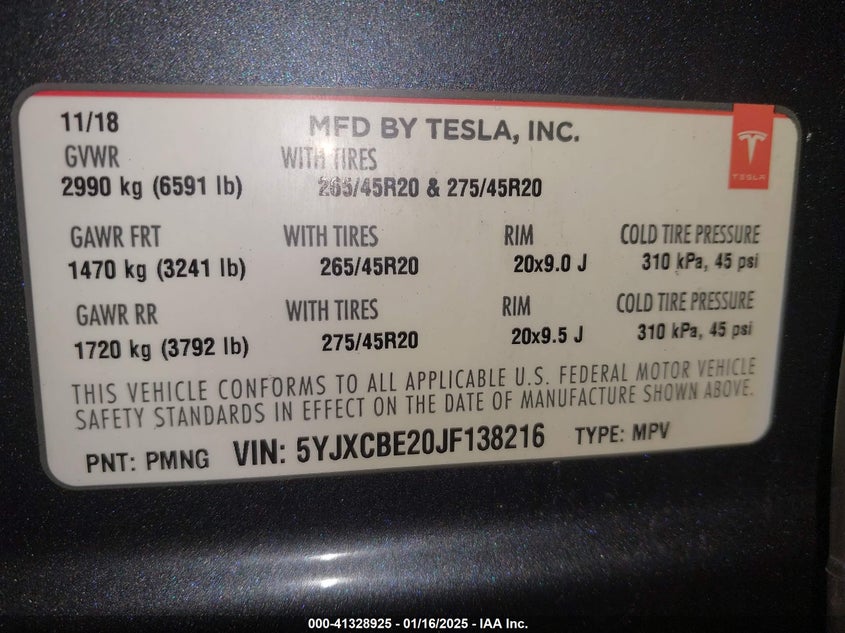 11/18 MFD BY TESLA, INC.
GVWR WITH TIRES
2990 kg (6591 lb) 265/45R20 & 275/45R20
TESLA
GAWR FRT WITH TIRES RIM COLD TIRE PRESSURE
1470 kg (3241 lb) 265/45R20 20x9.0 J 310 kPa, 45 psi
GAWR RR WITH TIRES RIM COLD TIRE PRESSURE
1720 kg (3792 lb) 275/45R20 20x9.5 J 310 kPa, 45 psi
THIS VEHICLE CONFORMS TO ALL APPLICABLE U.S. FEDERAL MOTOR VEHICLE
SAFETY STANDARDS IN EFFECT ON THE DATE OF MANUFACTURE SHOWN ABOVE.
PNT: PMNG VIN: 5YJXCBE20JF138216 TYPE: MPV
000-41328925 - 01/16/2025 - IAA Inc.